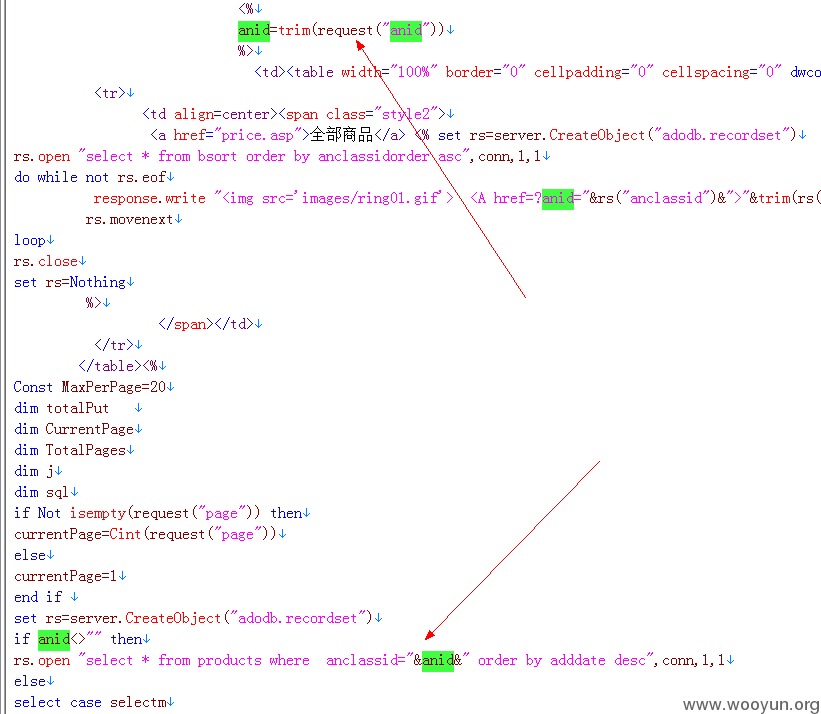 <%↓
anid=trim(request("anid"))↓
%>↓
<td><table width="100%" border="0" cellpadding="0" cellspacing="0" dwco
<tr>↓
<td align=center><span class="style2">↓
<a href="price.asp">全部商品</a> <% set rs=server.CreateObject("adodb.recordset")↓
rs.open "select * from bsort order by anclassidorder asc",conn,1,1↓
do while not rs.eof↓
response.write "<img src='images/ring01.gif'> <A href=?anid="&rs("anclassid")&">"&trim(rs(
rs.movenext↓
loop↓
rs.close↓
set rs=Nothing↓
%>↓
</span></td>↓
</tr>↓
</table><%↓
Const MaxPerPage=20↓
dim totalPut ↓
dim CurrentPage↓
dim TotalPages↓
dim j↓
dim sql↓
if Not isempty(request("page")) then↓
currentPage=Cint(request("page"))↓
else↓
currentPage=1↓
end if ↓
set rs=server.CreateObject("adodb.recordset")↓
if anid<>"" then↓
rs.open "select * from products where  anclassid="&anid&" order by adddate desc",conn,1,1↓
else↓
select case selectm↓
www.wooyun.org